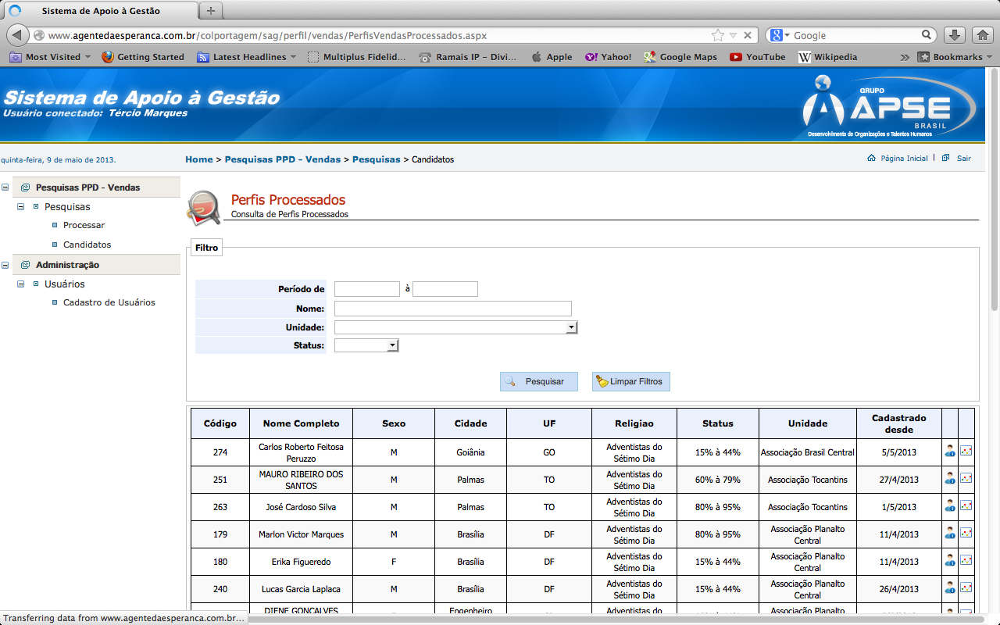 Sistema de Apoio à Gestão
www.agentedaesperanca.com.br/colportagem/sag/perfil/vendas/PerfisVendasProcessados.aspx
Google
Most Visited
Getting Started
Latest Headlines
Multiplus Fidelid...
Ramais IP – Divi...
Apple
Yahoo!
Google Maps
YouTube
Wikipedia
Bookmarks
Sistema de Apoio à Gestão
Usuário conectado: Tércio Marques
GRUPO
APSE
BRASIL
Desenvolvimento de Organizações e Talentos Humanos
quinta-feira, 9 de maio de 2013.
Home > Pesquisas PPD - Vendas > Pesquisas > Candidatos
Página Inicial | Sair
Pesquisas PPD - Vendas
Pesquisas
Processar
Candidatos
Administração
Usuários
Cadastro de Usuários
Perfis Processados
Consulta de Perfis Processados
Filtro
Período de à
Nome:
Unidade:
Status:
Pesquisar
Limpar Filtros
Código Nome Completo Sexo Cidade UF Religiao Status Unidade Cadastrado desde
274 Carlos Roberto Feitosa Peruzzo M Goiânia GO Adventistas do Sétimo Dia 15% à 44% Associação Brasil Central 5/5/2013
251 MAURO RIBEIRO DOS SANTOS M Palmas TO Adventistas do Sétimo Dia 60% à 79% Associação Tocantins 27/4/2013
263 José Cardoso Silva M Palmas TO Adventistas do Sétimo Dia 80% à 95% Associação Tocantins 1/5/2013
179 Marlon Victor Marques M Brasília DF Adventistas do Sétimo Dia 80% à 95% Associação Planalto Central 11/4/2013
180 Erika Figueredo F Brasília DF Adventistas do Sétimo Dia 15% à 44% Associação Planalto Central 11/4/2013
240 Lucas Garcia Laplaca M Brasília DF Adventistas do Sétimo Dia 15% à 44% Associação Planalto Central 26/4/2013
DIENE GONÇALVES Engenheiro Adventistas do Associação Planalto
Transferring data from www.agentedaesperanca.com.br...